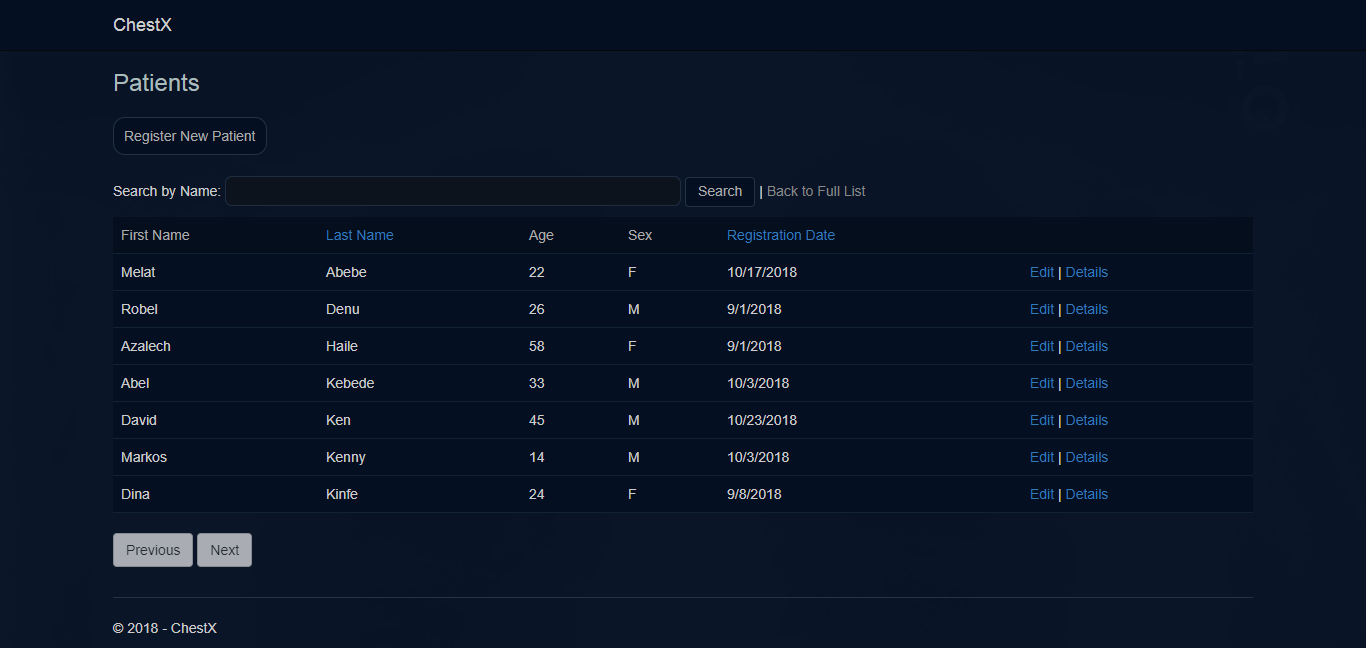 ChestX
Patients
Register New Patient
Search by Name: Search | Back to Full List
First Name Last Name Age Sex Registration Date
Melat Abebe 22 F 10/17/2018 Edit | Details
Robel Denu 26 M 9/1/2018 Edit | Details
Azalech Haile 58 F 9/1/2018 Edit | Details
Abel Kebede 33 M 10/3/2018 Edit | Details
David Ken 45 M 10/23/2018 Edit | Details
Markos Kenny 14 M 10/3/2018 Edit | Details
Dina Kinfe 24 F 9/8/2018 Edit | Details
Previous Next
© 2018 - ChestX